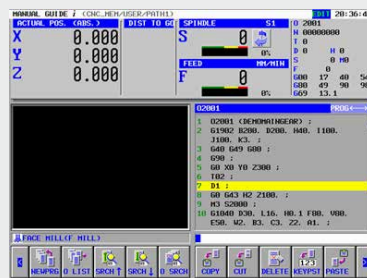 MANUAL GUIDE i (CNC_MEM/USER/PATH1) EDIT 20:36:4
ACTUAL POS. (ABS.) DIST TO GO SPINDLE S1 O 2001
X 0.000 S 0 N 00000000
Y 0.000 0% T 0
Z 0.000 FEED MM/MIN D 0 H 0
F 0 S 0 M0
0% F 0
G00 17 40 54
G80 49 90 98
G69 13.1
O2001 PROG
1 O2001 (DEMOMAINGEAR) ;
2 G1902 B200. D200. H40. I100. J100. K3. ;
3 G40 G49 G80 ;
4 G90 ;
5 G0 X0 Y0 Z300 ;
6 T02 ;
7 D1 ;
8 G0 G43 H2 Z100. ;
9 M3 S2000 ;
10 G1040 D30. L16. H0.1 F80. V80. E50. W2. B3. C3. Z2. A1. ;
FACE MILL(F-MILL)
NEWPRG O LIST SRCH↑ SRCH↓ O SRCH COPY CUT DELETE KEYPST PASTE